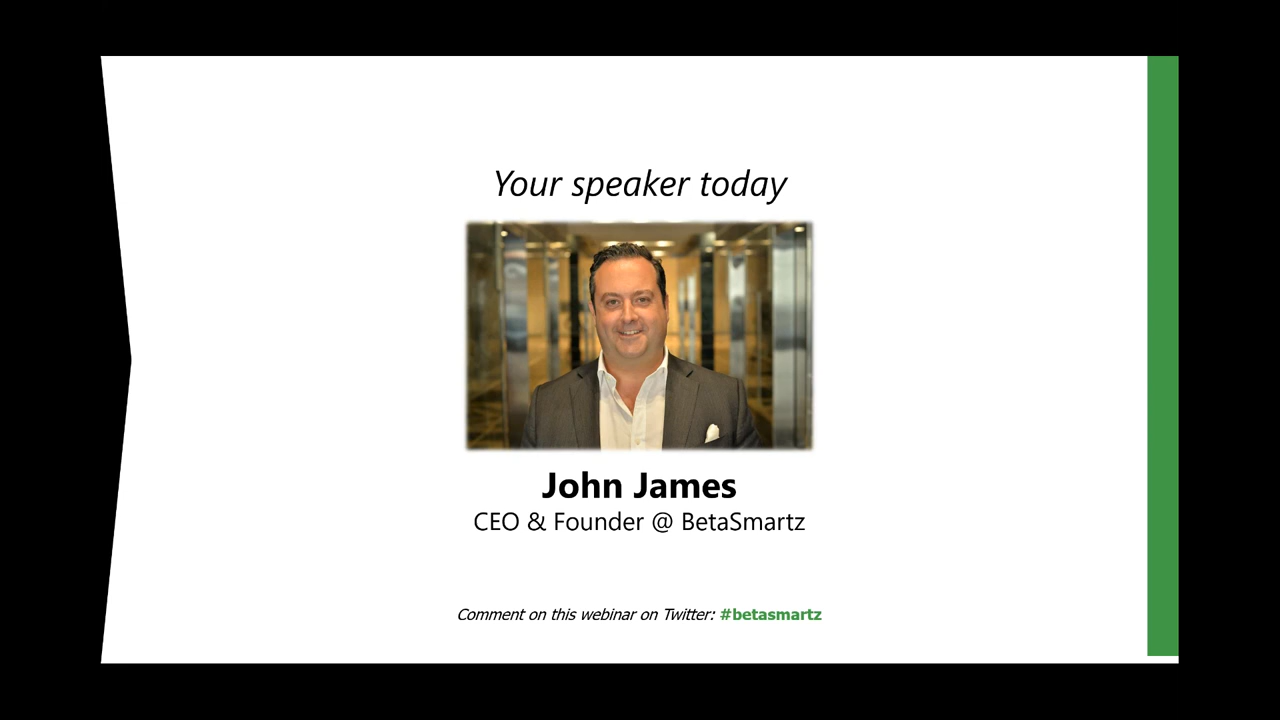 Your speaker today
John James
CEO & Founder @ BetaSmartz
Comment on this webinar on Twitter: #betasmartz